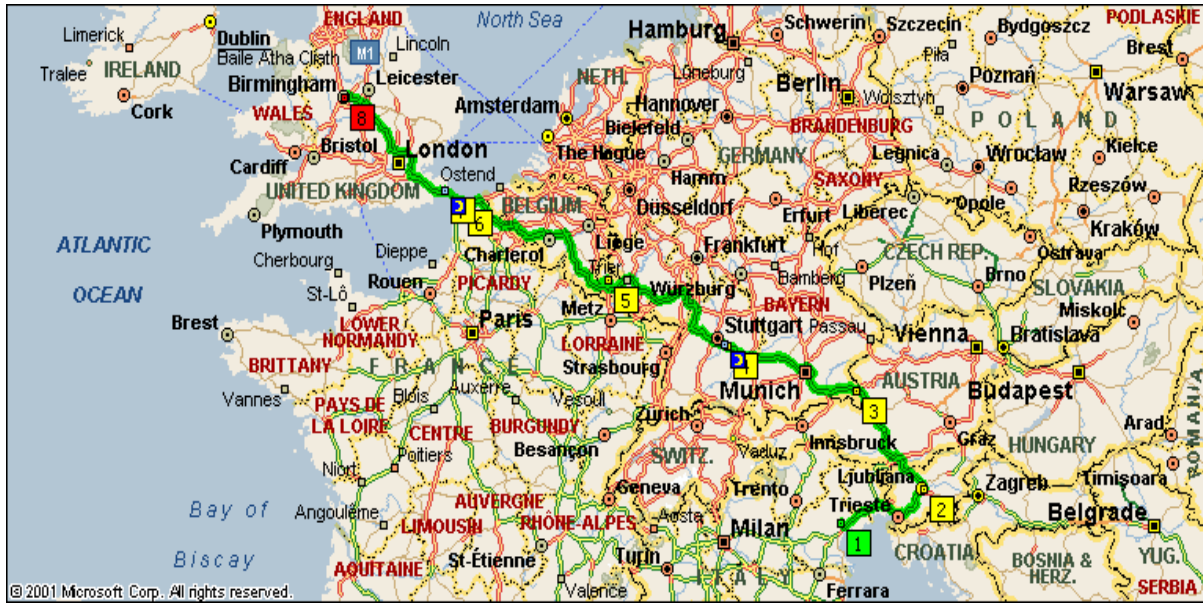 ENGLAND
North Sea
Limerick
Dublin
Baile Atha Cliath
M1
Lincoln
Hamburg
Schwerin
Szczecin
Bydgoszcz
PODLASKIE
Tralee
IRELAND
Birmingham
Leicester
NETH.
Lüneburg
Piła
Brest
Cork
WALES
8
Amsterdam
Hannover
Berlin
Poznań
Wolsztyn
Warsaw
Bristol
London
Bielefeld
BRANDENBURG
POLAND
Cardiff
The Hague
GERMANY
Legnica
Wrocław
Kielce
UNITED KINGDOM
Ostend
Hamm
SAXONY
BELGIUM
Düsseldorf
Erfurt
Liberec
Opole
Rzeszów
Plymouth
6
Kraków
ATLANTIC
OCEAN
Dieppe
Charleroi
Liège
Frankfurt
Hof
CZECH REP.
Ostrava
Cherbourg
Trier
Bamberg
Plzeň
Brno
Rouen
PICARDY
Würzburg
SLOVAKIA
St-Lô
Metz
5
BAYERN
Miskolc
Brest
LOWER
NORMANDY
Paris
LORRAINE
Stuttgart
Passau
Vienna
Bratislava
BRITTANY
FRANCE
Strasbourg
4
Munich
AUSTRIA
Budapest
Vannes
PAYS DE
LA LOIRE
Blois
Auxerre
Vesoul
Zürich
3
Arad
ROMANIA
CENTRE
BURGUNDY
Innsbruck
Graz
HUNGARY
Poitiers
Besançon
SWITZ.
Vaduz
Niort
Geneva
Trento
Ljubljana
Zagreb
Timişoara
Bay of
Biscay
Angoulême
AUVERGNE
LIMOUSIN
RHÔNE-ALPES
Aosta
Milan
Trieste
2
Belgrade
St-Étienne
Turin
1
CROATIA
BOSNIA &
HERZ.
YUG.
AQUITAINE
Valence
ITALY
Ferrara
SERBIA
© 2001 Microsoft Corp. All rights reserved.